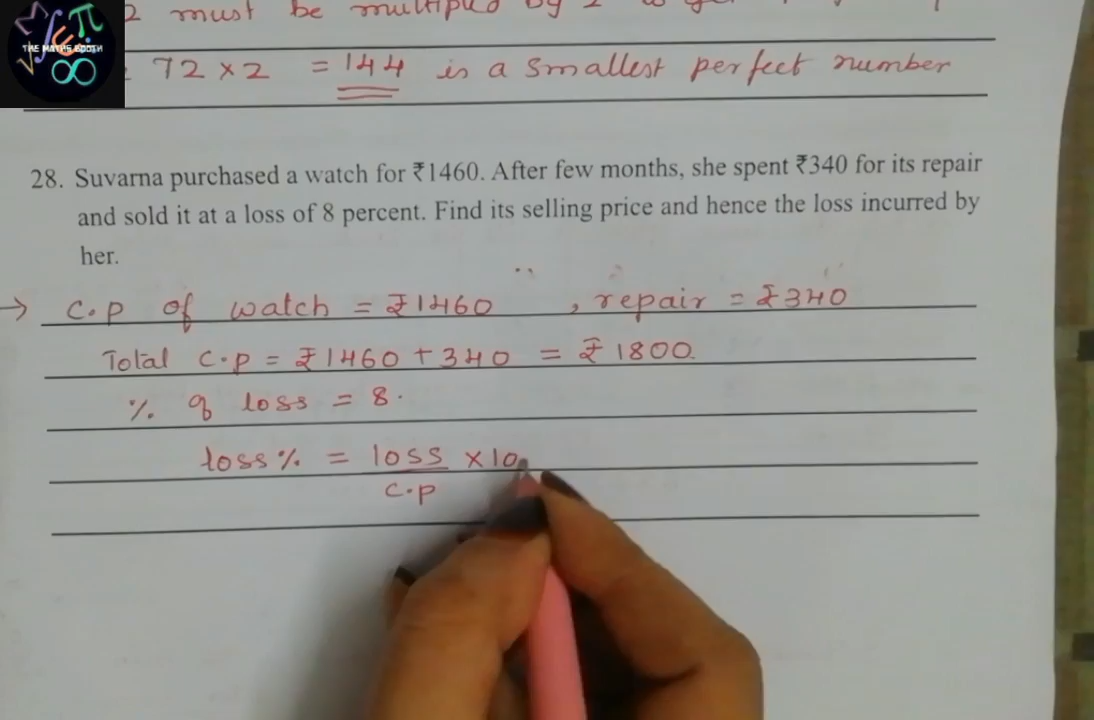 2 must be multiplied by 2 to get
THE MATHS BOOTH
72 × 2 = 144 is a smallest perfect number
28. Suvarna purchased a watch for ₹1460. After few months, she spent ₹340 for its repair
and sold it at a loss of 8 percent. Find its selling price and hence the loss incurred by
her.
→ C.p of watch = ₹1460 , repair = ₹340
Total C.p = ₹1460 + 340 = ₹1800.
% of loss = 8.
loss % = loss × 10
C.p